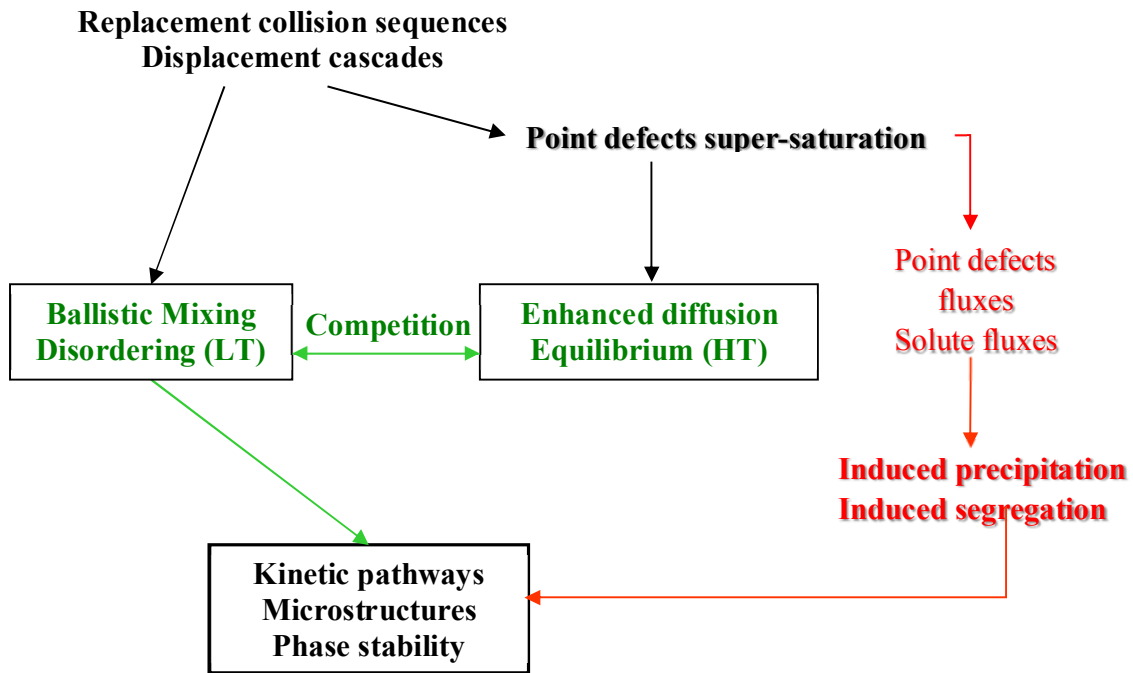 Replacement collision sequences
Displacement cascades
Point defects super-saturation
Point defects
fluxes
Solute fluxes
Ballistic Mixing
Disordering (LT)
Competition
Enhanced diffusion
Equilibrium (HT)
Induced precipitation
Induced segregation
Kinetic pathways
Microstructures
Phase stability